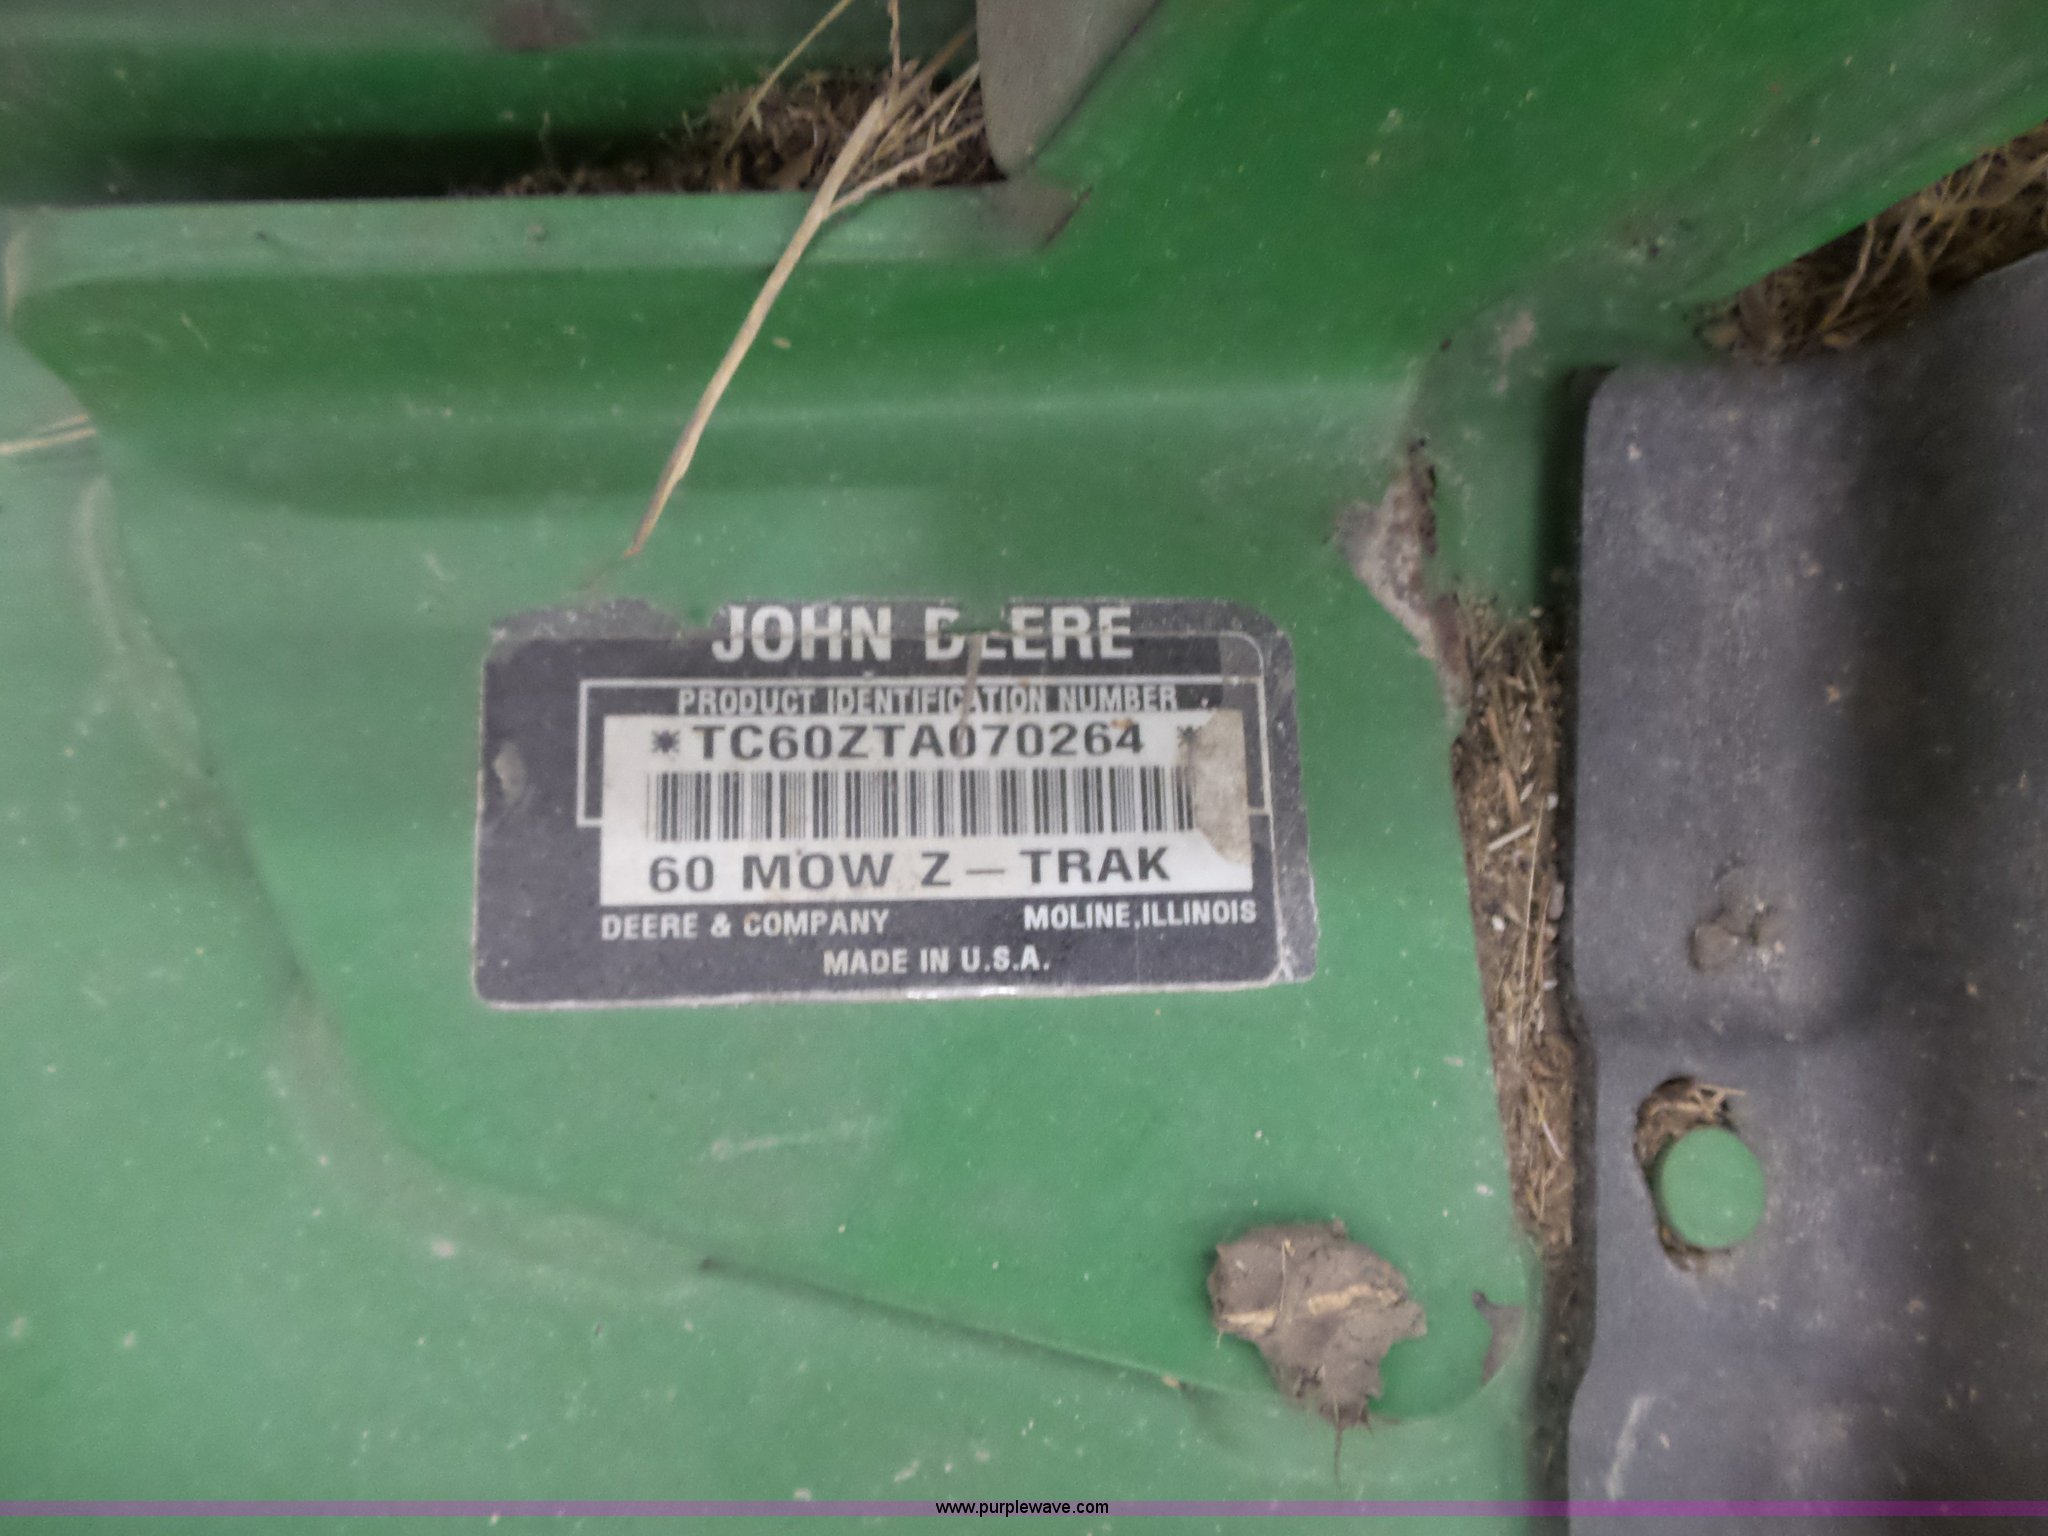 JOHN DEERE
PRODUCT IDENTIFICATION NUMBER
*TC60ZTA070264 *
60 MOW Z-TRAK
DEERE & COMPANY MOLINE, ILLINOIS
MADE IN U.S.A.
www.purplewave.com